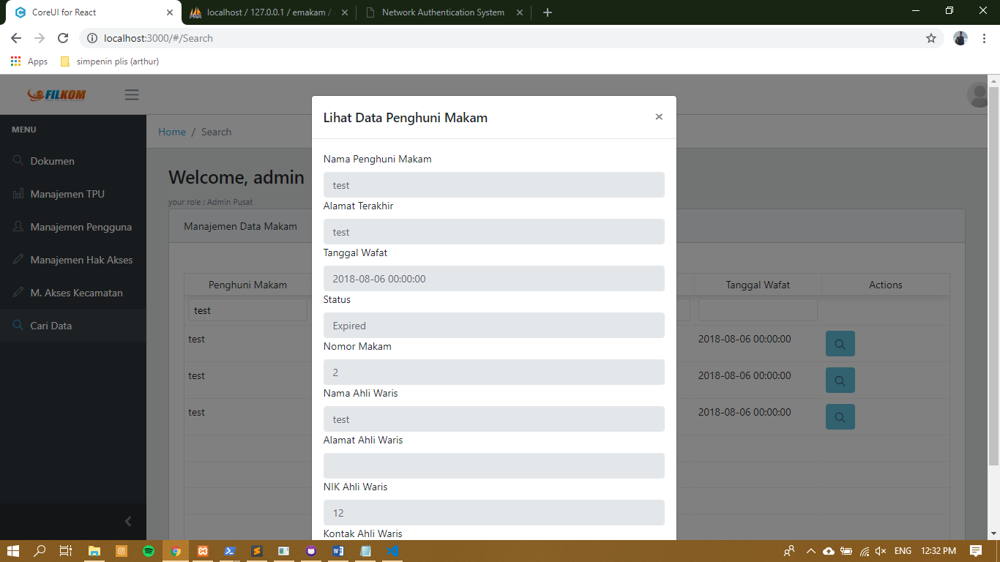 CoreUI for React
localhost / 127.0.0.1 / emakam /
Network Authentication System
localhost:3000/#/Search
Apps
simpenin plis (arthur)
FILKOM
MENU
Dokumen
Manajemen TPU
Manajemen Pengguna
Manajemen Hak Akses
M. Akses Kecamatan
Cari Data
Home / Search
Welcome, admin
your role : Admin Pusat
Manajemen Data Makam
Penghuni Makam
Tanggal Wafat
Actions
test
test
2018-08-06 00:00:00
test
2018-08-06 00:00:00
test
2018-08-06 00:00:00
Lihat Data Penghuni Makam
×
Nama Penghuni Makam
test
Alamat Terakhir
test
Tanggal Wafat
2018-08-06 00:00:00
Status
Expired
Nomor Makam
2
Nama Ahli Waris
test
Alamat Ahli Waris
NIK Ahli Waris
12
Kontak Ahli Waris
ENG
12:32 PM